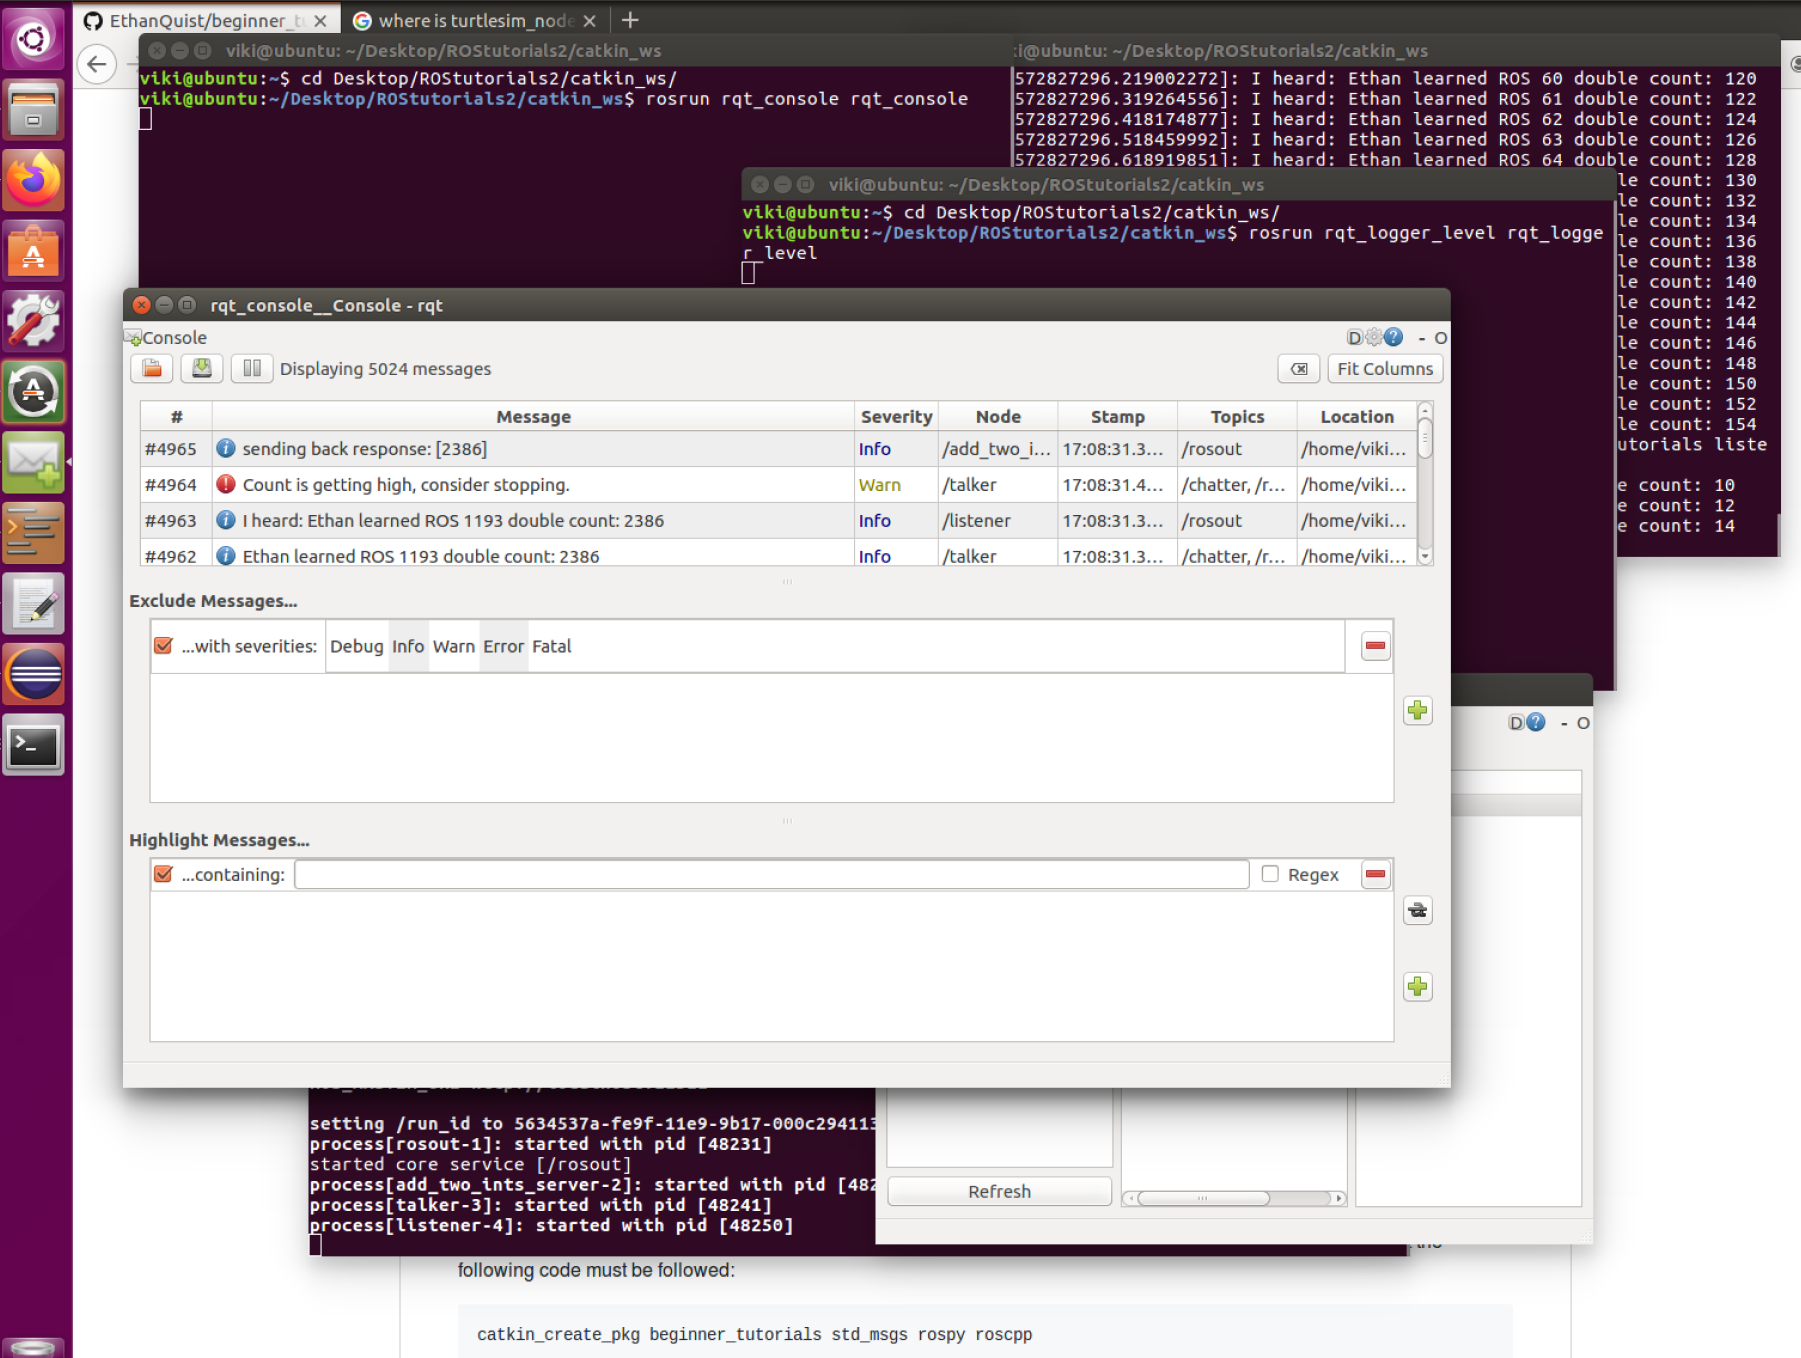 EthanQuist/beginner_tu
where is turtlesim_node
viki@ubuntu: ~/Desktop/ROStutorials2/catkin_ws
viki@ubuntu:~$ cd Desktop/ROStutorials2/catkin_ws/
viki@ubuntu:~/Desktop/ROStutorials2/catkin_ws$ rosrun rqt_console rqt_console
ki@ubuntu: ~/Desktop/ROStutorials2/catkin_ws
572827296.219002272]: I heard: Ethan learned ROS 60 double count: 120
572827296.319264556]: I heard: Ethan learned ROS 61 double count: 122
572827296.418174877]: I heard: Ethan learned ROS 62 double count: 124
572827296.518459992]: I heard: Ethan learned ROS 63 double count: 126
572827296.618919851]: I heard: Ethan learned ROS 64 double count: 128
le count: 130
le count: 132
le count: 134
le count: 136
le count: 138
le count: 140
le count: 142
le count: 144
le count: 146
le count: 148
le count: 150
le count: 152
le count: 154
utorials liste
e count: 10
e count: 12
e count: 14
viki@ubuntu: ~/Desktop/ROStutorials2/catkin_ws
viki@ubuntu:~$ cd Desktop/ROStutorials2/catkin_ws/
viki@ubuntu:~/Desktop/ROStutorials2/catkin_ws$ rosrun rqt_logger_level rqt_logge
r_level
rqt_console__Console - rqt
Console
D ? - O
Displaying 5024 messages
Fit Columns
# Message Severity Node Stamp Topics Location
#4965 sending back response: [2386] Info /add_two_i... 17:08:31.3... /rosout /home/viki...
#4964 Count is getting high, consider stopping. Warn /talker 17:08:31.4... /chatter, /r... /home/viki...
#4963 I heard: Ethan learned ROS 1193 double count: 2386 Info /listener 17:08:31.3... /rosout /home/viki...
#4962 Ethan learned ROS 1193 double count: 2386 Info /talker 17:08:31.3... /chatter, /r... /home/viki...
Exclude Messages...
...with severities: Debug Info Warn Error Fatal
Highlight Messages...
...containing: Regex
D ? - O
setting /run_id to 5634537a-fe9f-11e9-9b17-000c294113
process[rosout-1]: started with pid [48231]
started core service [/rosout]
process[add_two_ints_server-2]: started with pid [482
process[talker-3]: started with pid [48241]
process[listener-4]: started with pid [48250]
Refresh
following code must be followed:
catkin_create_pkg beginner_tutorials std_msgs rospy roscpp